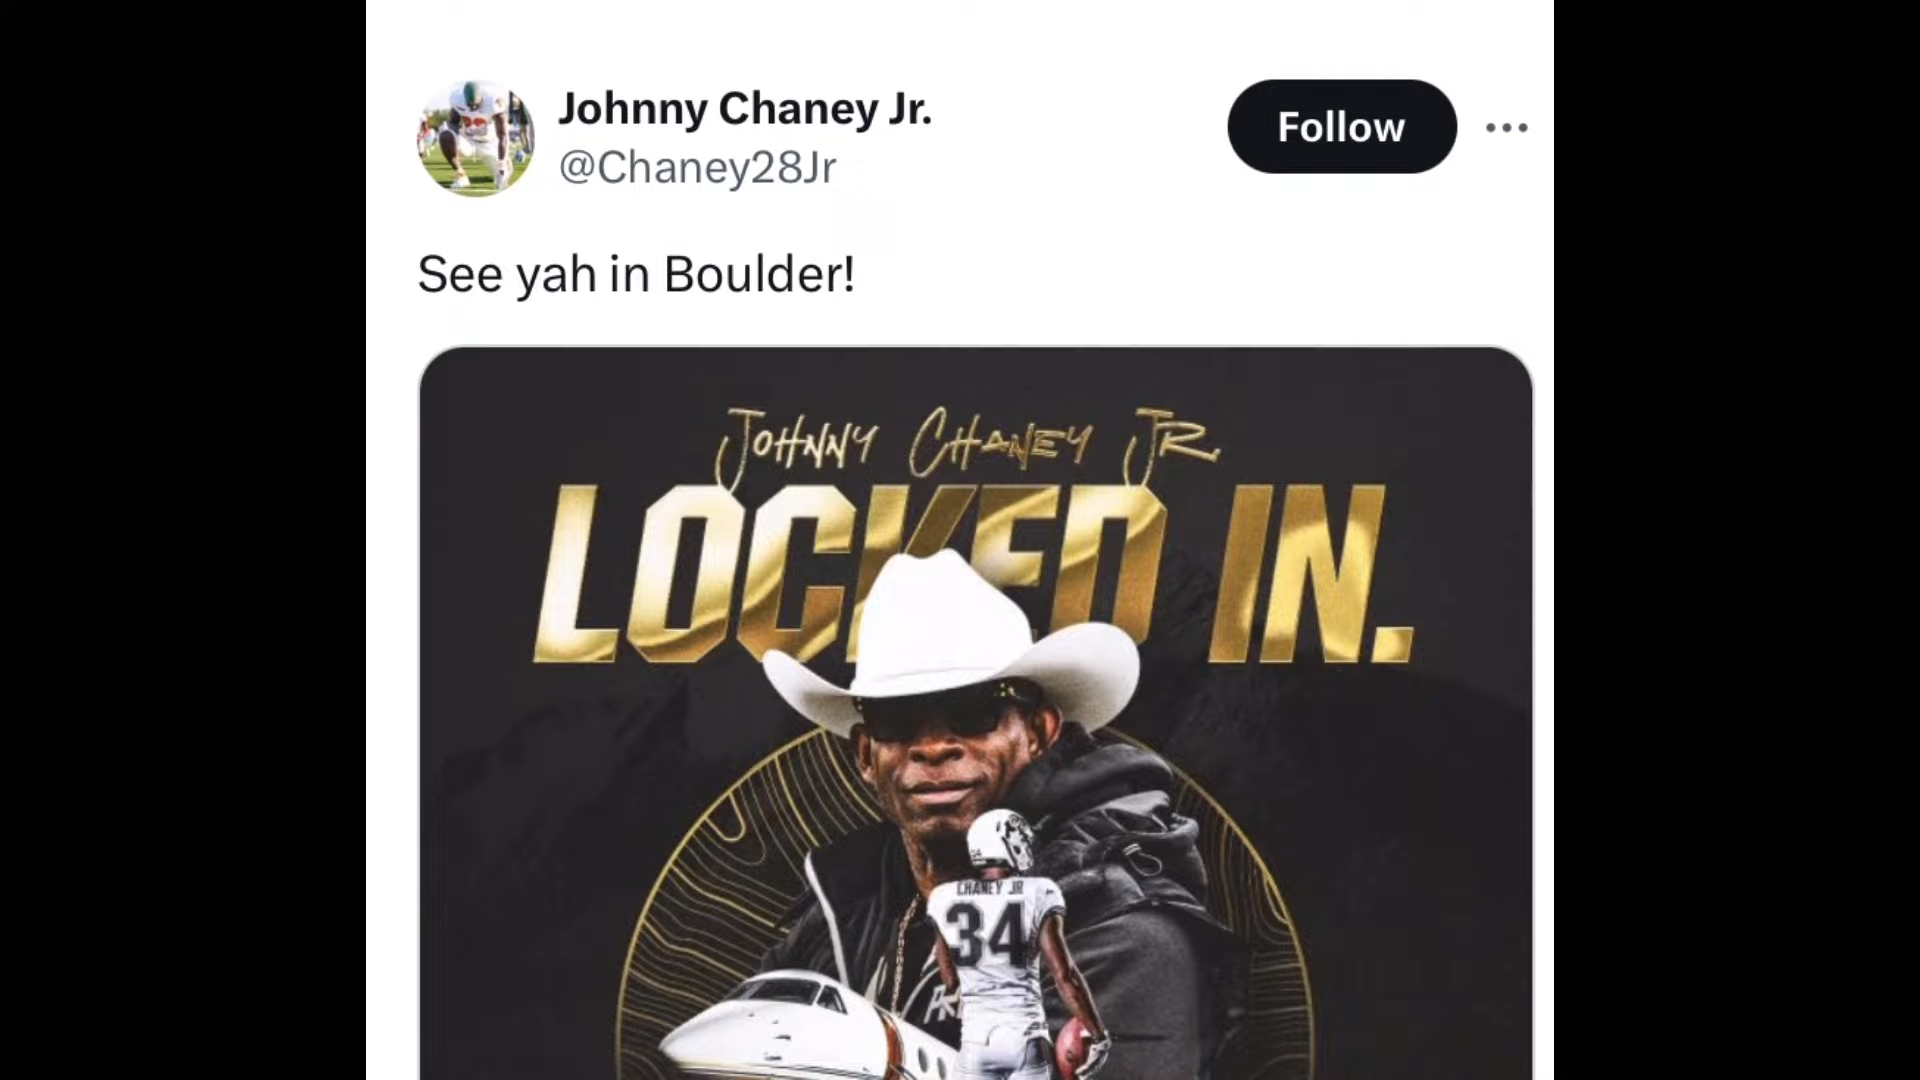 Johnny Chaney Jr.
@Chaney28Jr
Follow
See yah in Boulder!
JOHNNY CHANEY JR.
LOCKED IN.
CHANEY JR
34